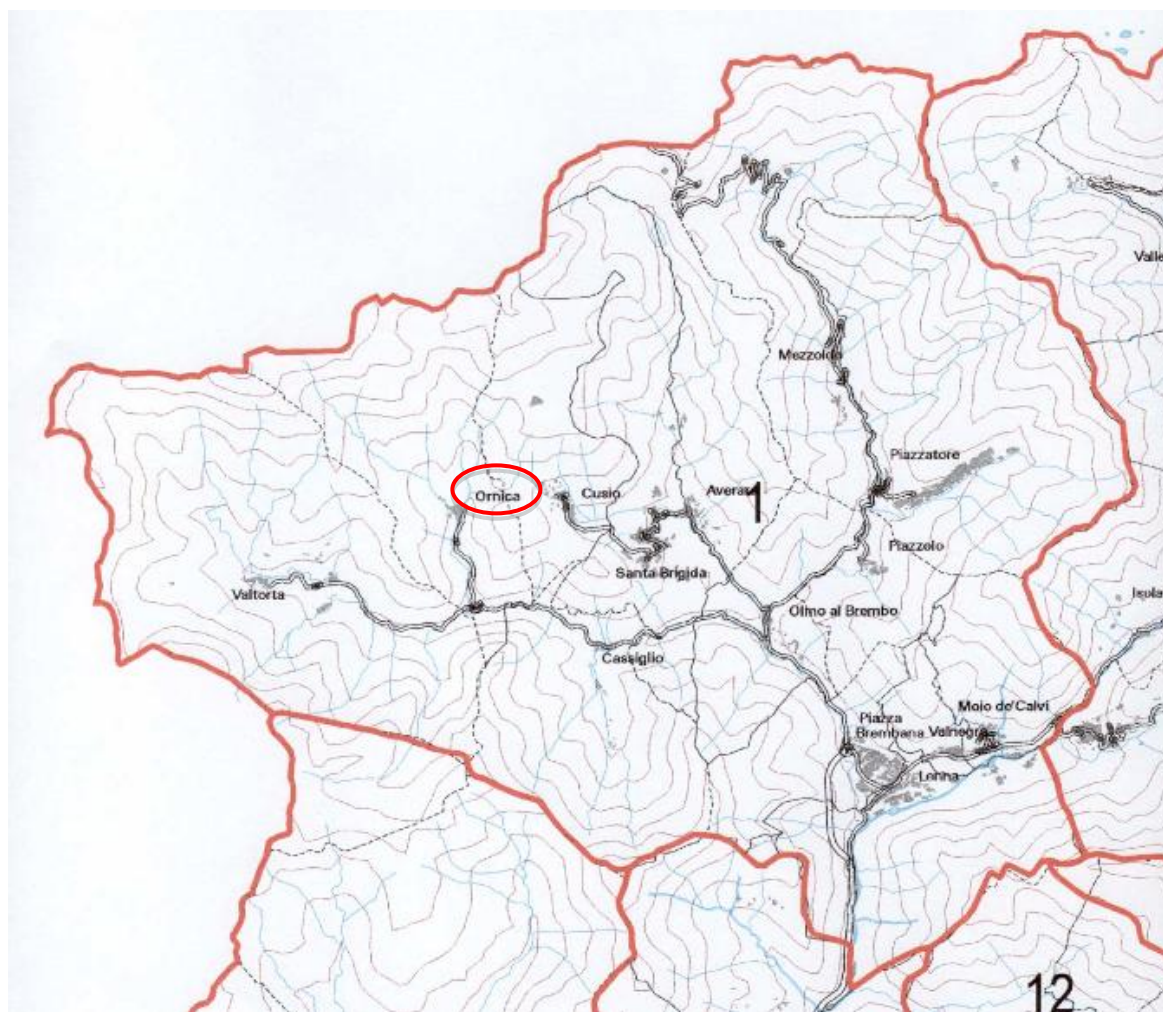 Valle
Mezzoldo
Piazzatore
Ornica
Cusio
Averara
1
Piazzolo
Santa Brigida
Valtorta
Isola
Olmo al Brembo
Cassiglio
Moio de'Calvi
Piazza
Brembana
Valnegra
Lenna
12